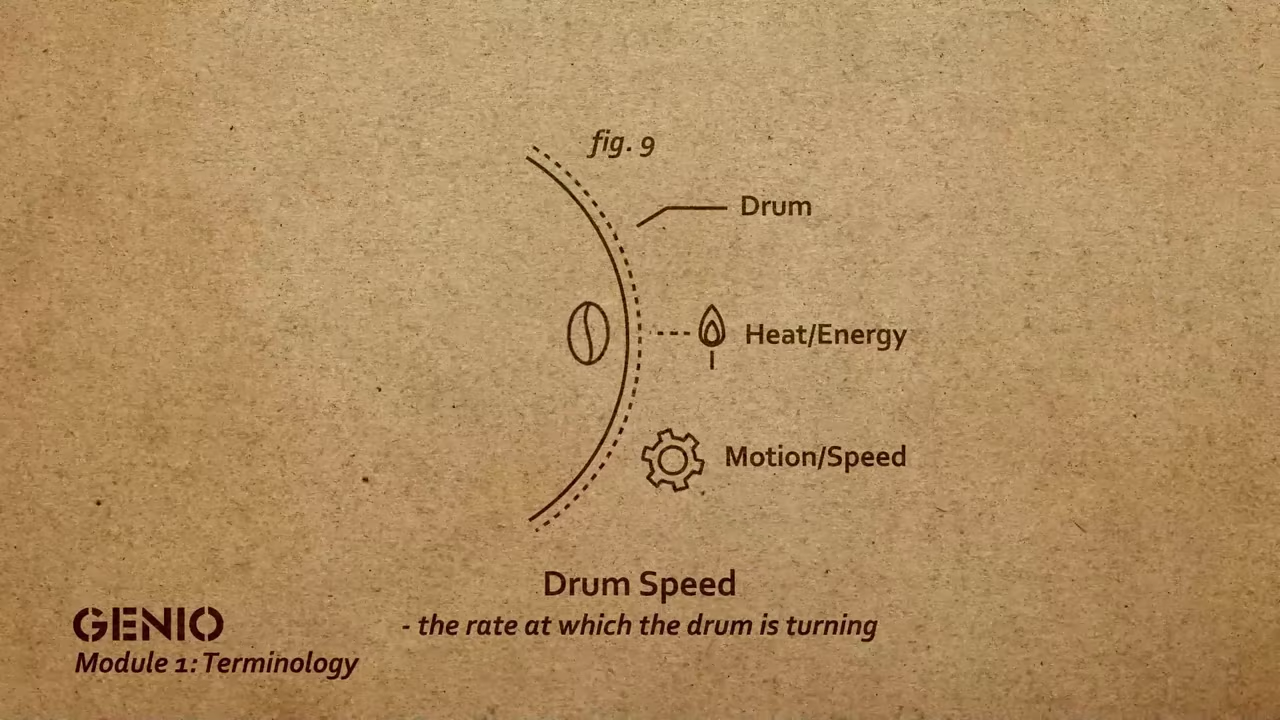 fig. 9
Drum
Heat/Energy
Motion/Speed
Drum Speed
- the rate at which the drum is turning
GENIO
Module 1: Terminology